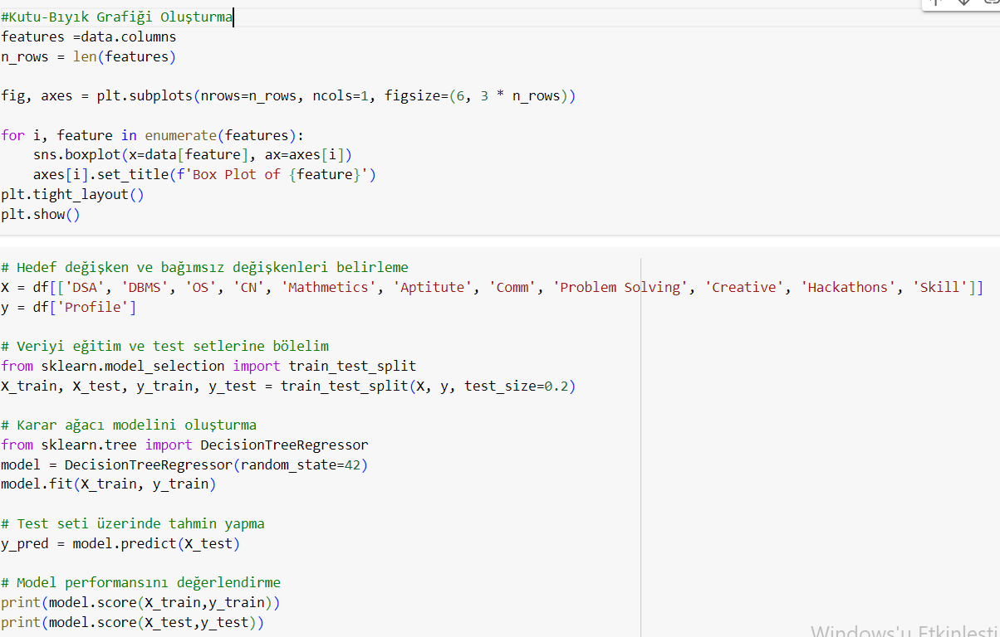 #Kutu-Bıyık Grafiği Oluşturma
features =data.columns
n_rows = len(features)
fig, axes = plt.subplots(nrows=n_rows, ncols=1, figsize=(6, 3 * n_rows))
for i, feature in enumerate(features):
    sns.boxplot(x=data[feature], ax=axes[i])
    axes[i].set_title(f'Box Plot of {feature}')
plt.tight_layout()
plt.show()
# Hedef değişken ve bağımsız değişkenleri belirleme
X = df[['DSA', 'DBMS', 'OS', 'CN', 'Mathmetics', 'Aptitute', 'Comm', 'Problem Solving', 'Creative', 'Hackathons', 'Skill']]
y = df['Profile']
# Veriyi eğitim ve test setlerine bölelim
from sklearn.model_selection import train_test_split
X_train, X_test, y_train, y_test = train_test_split(X, y, test_size=0.2)
# Karar ağacı modelini oluşturma
from sklearn.tree import DecisionTreeRegressor
model = DecisionTreeRegressor(random_state=42)
model.fit(X_train, y_train)
# Test seti üzerinde tahmin yapma
y_pred = model.predict(X_test)
# Model performansını değerlendirme
print(model.score(X_train,y_train))
print(model.score(X_test,y_test))
Windows'u Etkinleşti